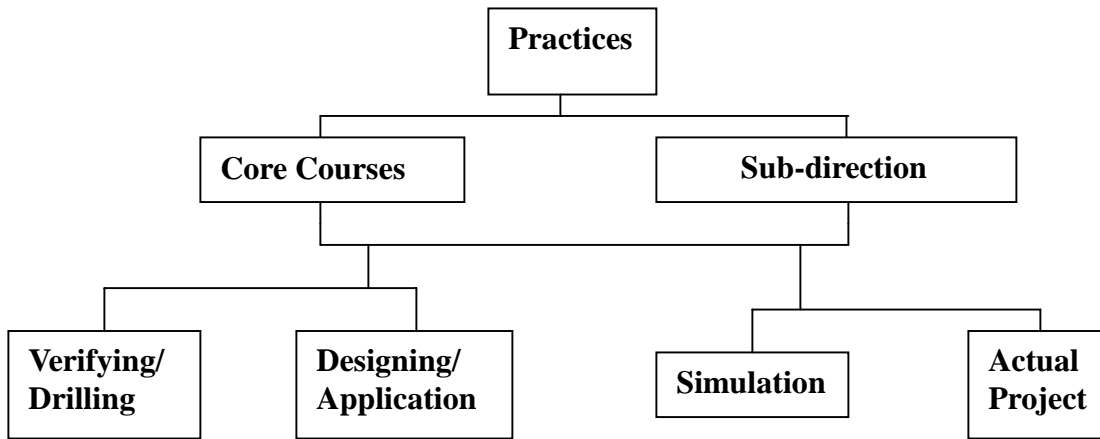 Practices
Core Courses
Sub-direction
Verifying/
Drilling
Designing/
Application
Simulation
Actual
Project